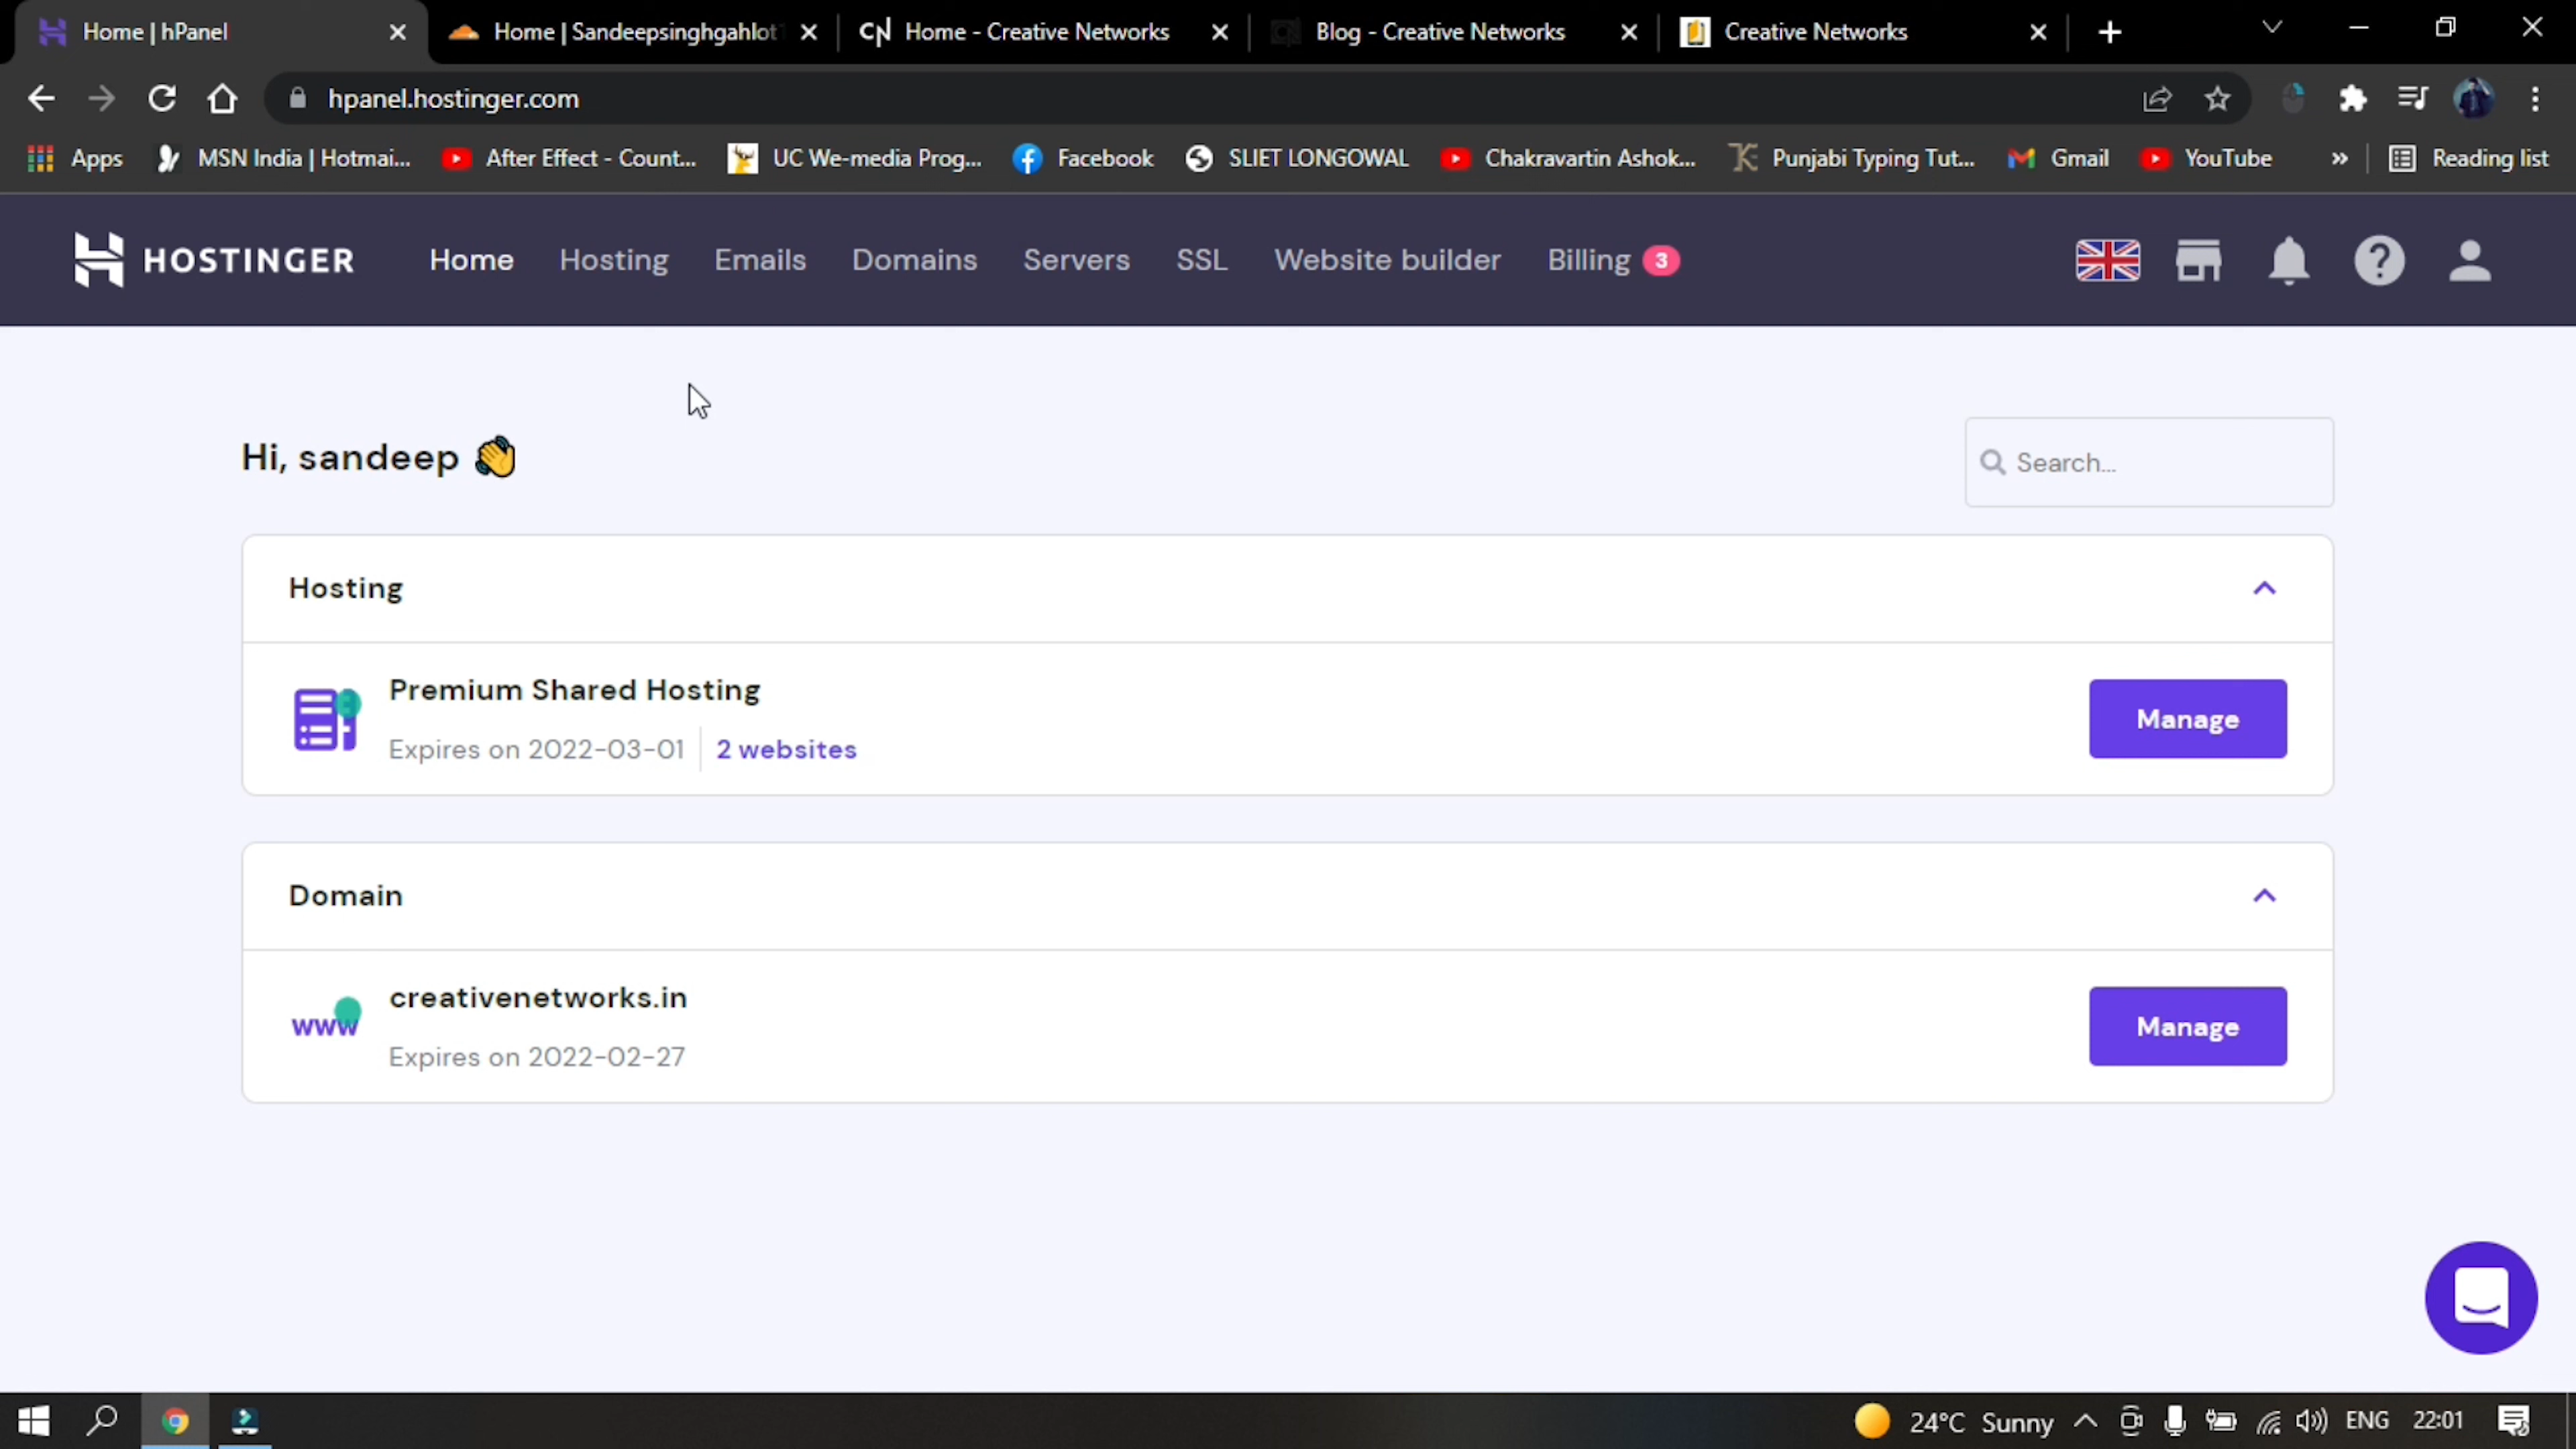 Home | hPanel
Home | Sandeepsinghgahlot
Home - Creative Networks
Blog - Creative Networks
Creative Networks
hpanel.hostinger.com
Apps
MSN India | Hotmai...
After Effect - Count...
UC We-media Prog...
Facebook
SLIET LONGOWAL
Chakravartin Ashok...
Punjabi Typing Tut...
Gmail
YouTube
»
Reading list
HOSTINGER
Home
Hosting
Emails
Domains
Servers
SSL
Website builder
Billing 3
Hi, sandeep 👏
Search...
Hosting
Premium Shared Hosting
Expires on 2022-03-01
2 websites
Manage
Domain
www
creativenetworks.in
Expires on 2022-02-27
Manage
24°C Sunny
ENG
22:01